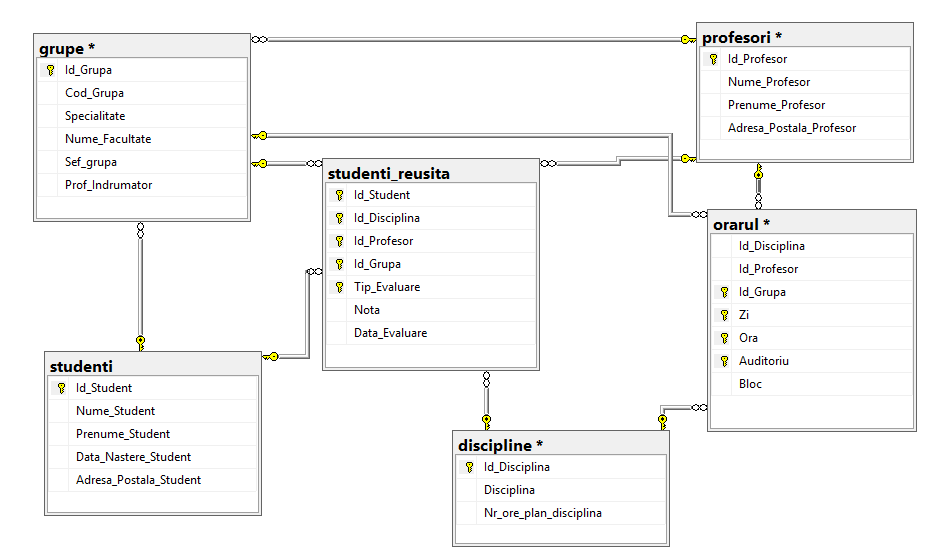 grupe *
Id_Grupa
Cod_Grupa
Specialitate
Nume_Facultate
Sef_grupa
Prof_Indrumator
profesori *
Id_Profesor
Nume_Profesor
Prenume_Profesor
Adresa_Postala_Profesor
studenti_reusita
Id_Student
Id_Disciplina
Id_Profesor
Id_Grupa
Tip_Evaluare
Nota
Data_Evaluare
orarul *
Id_Disciplina
Id_Profesor
Id_Grupa
Zi
Ora
Auditoriu
Bloc
studenti
Id_Student
Nume_Student
Prenume_Student
Data_Nastere_Student
Adresa_Postala_Student
discipline *
Id_Disciplina
Disciplina
Nr_ore_plan_disciplina